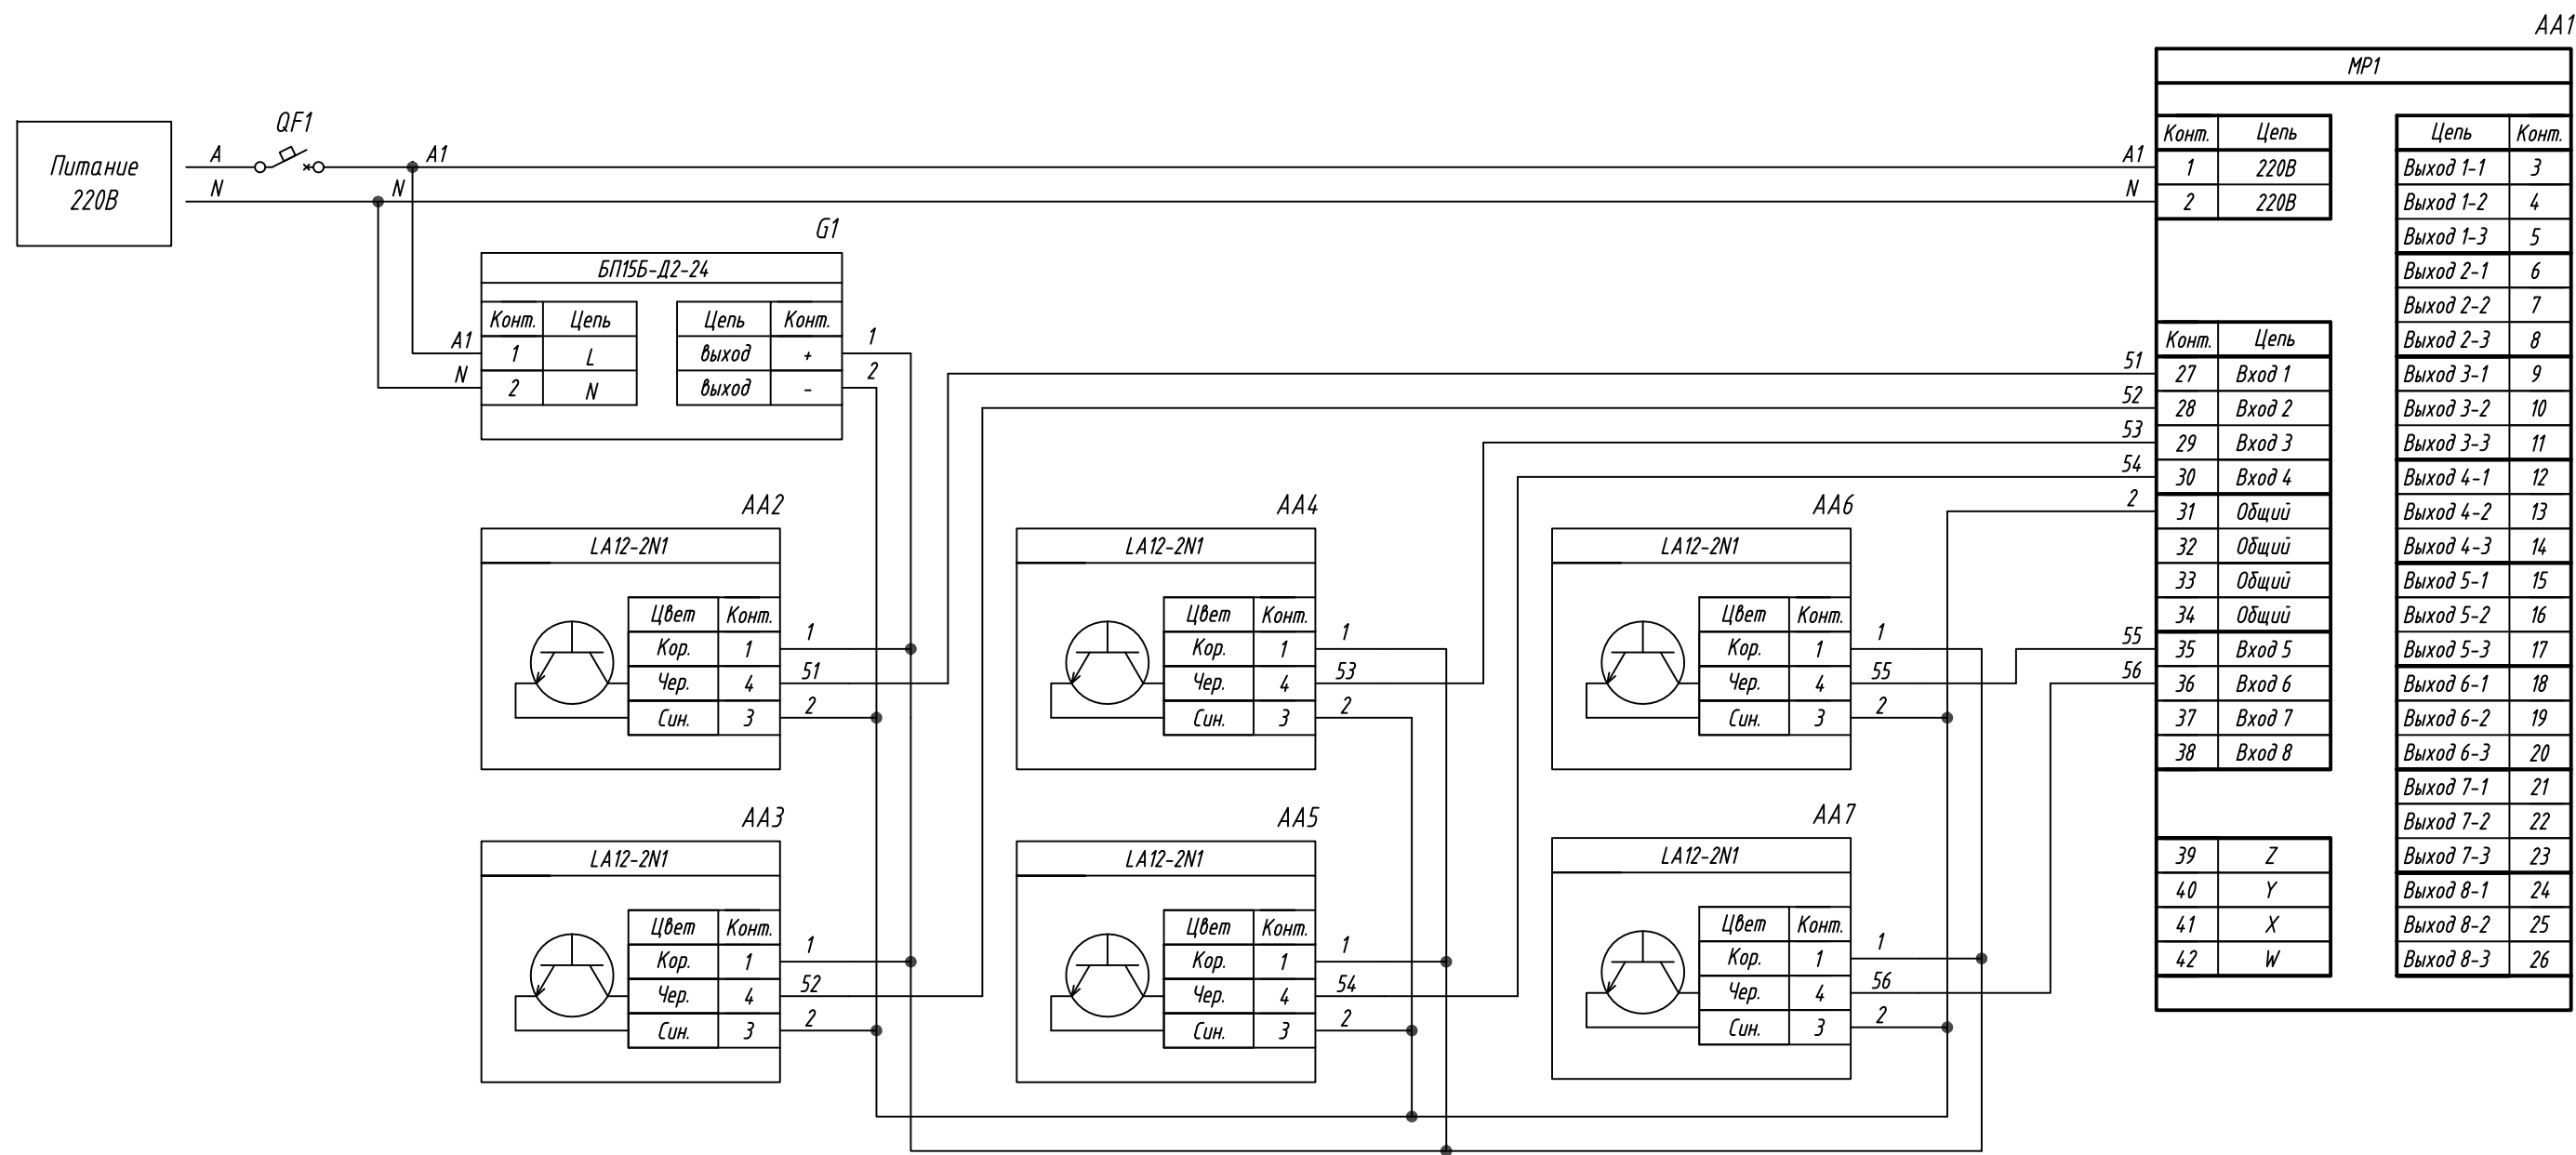 AA1
МР1
Питание
220В
QF1
A
N
A1
N
A1
N
Конт. Цепь
1 220В
2 220В
Цепь Конт.
Выход 1-1 3
Выход 1-2 4
Выход 1-3 5
Выход 2-1 6
Выход 2-2 7
Выход 2-3 8
Выход 3-1 9
Выход 3-2 10
Выход 3-3 11
Выход 4-1 12
Выход 4-2 13
Выход 4-3 14
Выход 5-1 15
Выход 5-2 16
Выход 5-3 17
Выход 6-1 18
Выход 6-2 19
Выход 6-3 20
Выход 7-1 21
Выход 7-2 22
Выход 7-3 23
Выход 8-1 24
Выход 8-2 25
Выход 8-3 26
G1
БП15Б-Д2-24
Конт. Цепь
A1 1 L
N 2 N
Цепь Конт.
выход + 1
выход - 2
Конт. Цепь
51 27 Вход 1
52 28 Вход 2
53 29 Вход 3
54 30 Вход 4
2 31 Общий
32 Общий
33 Общий
34 Общий
55 35 Вход 5
56 36 Вход 6
37 Вход 7
38 Вход 8
39 Z
40 Y
41 X
42 W
AA2
LA12-2N1
Цвет Конт.
Кор. 1 1
Чер. 4 51
Син. 3 2
AA4
LA12-2N1
Цвет Конт.
Кор. 1 1
Чер. 4 53
Син. 3 2
AA6
LA12-2N1
Цвет Конт.
Кор. 1 1
Чер. 4 55
Син. 3 2
AA3
LA12-2N1
Цвет Конт.
Кор. 1 1
Чер. 4 52
Син. 3 2
AA5
LA12-2N1
Цвет Конт.
Кор. 1 1
Чер. 4 54
Син. 3 2
AA7
LA12-2N1
Цвет Конт.
Кор. 1 1
Чер. 4 56
Син. 3 2